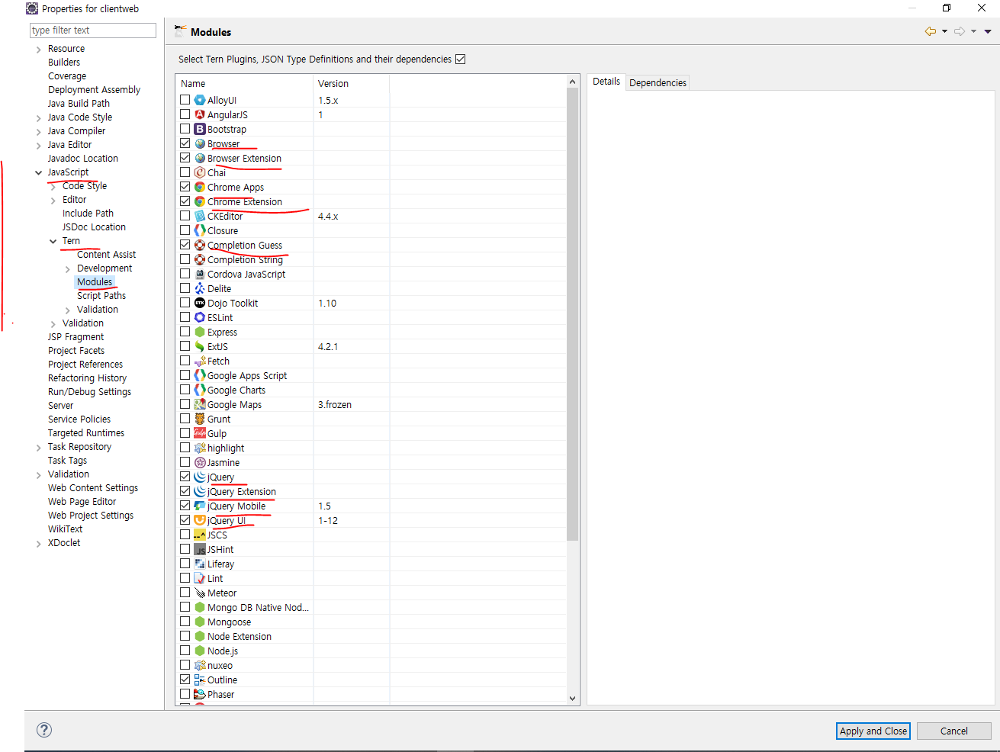 Properties for clientweb
type filter text
Resource
Builders
Coverage
Deployment Assembly
Java Build Path
Java Code Style
Java Compiler
Java Editor
Javadoc Location
JavaScript
Code Style
Editor
Include Path
JSDoc Location
Tern
Content Assist
Development
Modules
Script Paths
Validation
Validation
JSP Fragment
Project Facets
Project References
Refactoring History
Run/Debug Settings
Server
Service Policies
Targeted Runtimes
Task Repository
Task Tags
Validation
Web Content Settings
Web Page Editor
Web Project Settings
WikiText
XDoclet
Modules
Select Tern Plugins, JSON Type Definitions and their dependencies
Name Version
AlloyUI 1.5.x
AngularJS 1
Bootstrap
Browser
Browser Extension
Chai
Chrome Apps
Chrome Extension
CKEditor 4.4.x
Closure
Completion Guess
Completion String
Cordova JavaScript
Delite
Dojo Toolkit 1.10
ESLint
Express
ExtJS 4.2.1
Fetch
Google Apps Script
Google Charts
Google Maps 3.frozen
Grunt
Gulp
highlight
Jasmine
jQuery
jQuery Extension
jQuery Mobile 1.5
jQuery UI 1-12
JSCS
JSHint
Liferay
Lint
Meteor
Mongo DB Native Nod...
Mongoose
Node Extension
Node.js
nuxeo
Outline
Phaser
Details Dependencies
Apply and Close Cancel